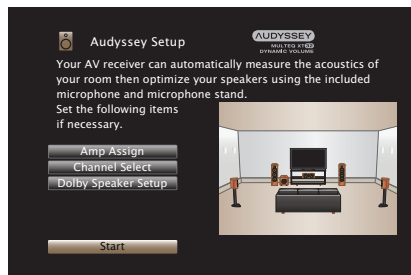 Audyssey Setup
AUDYSSEY
MULTEQ XT32
DYNAMIC VOLUME
Your AV receiver can automatically measure the acoustics of
your room then optimize your speakers using the included
microphone and microphone stand.
Set the following items
if necessary.
Amp Assign
Channel Select
Dolby Speaker Setup
Start